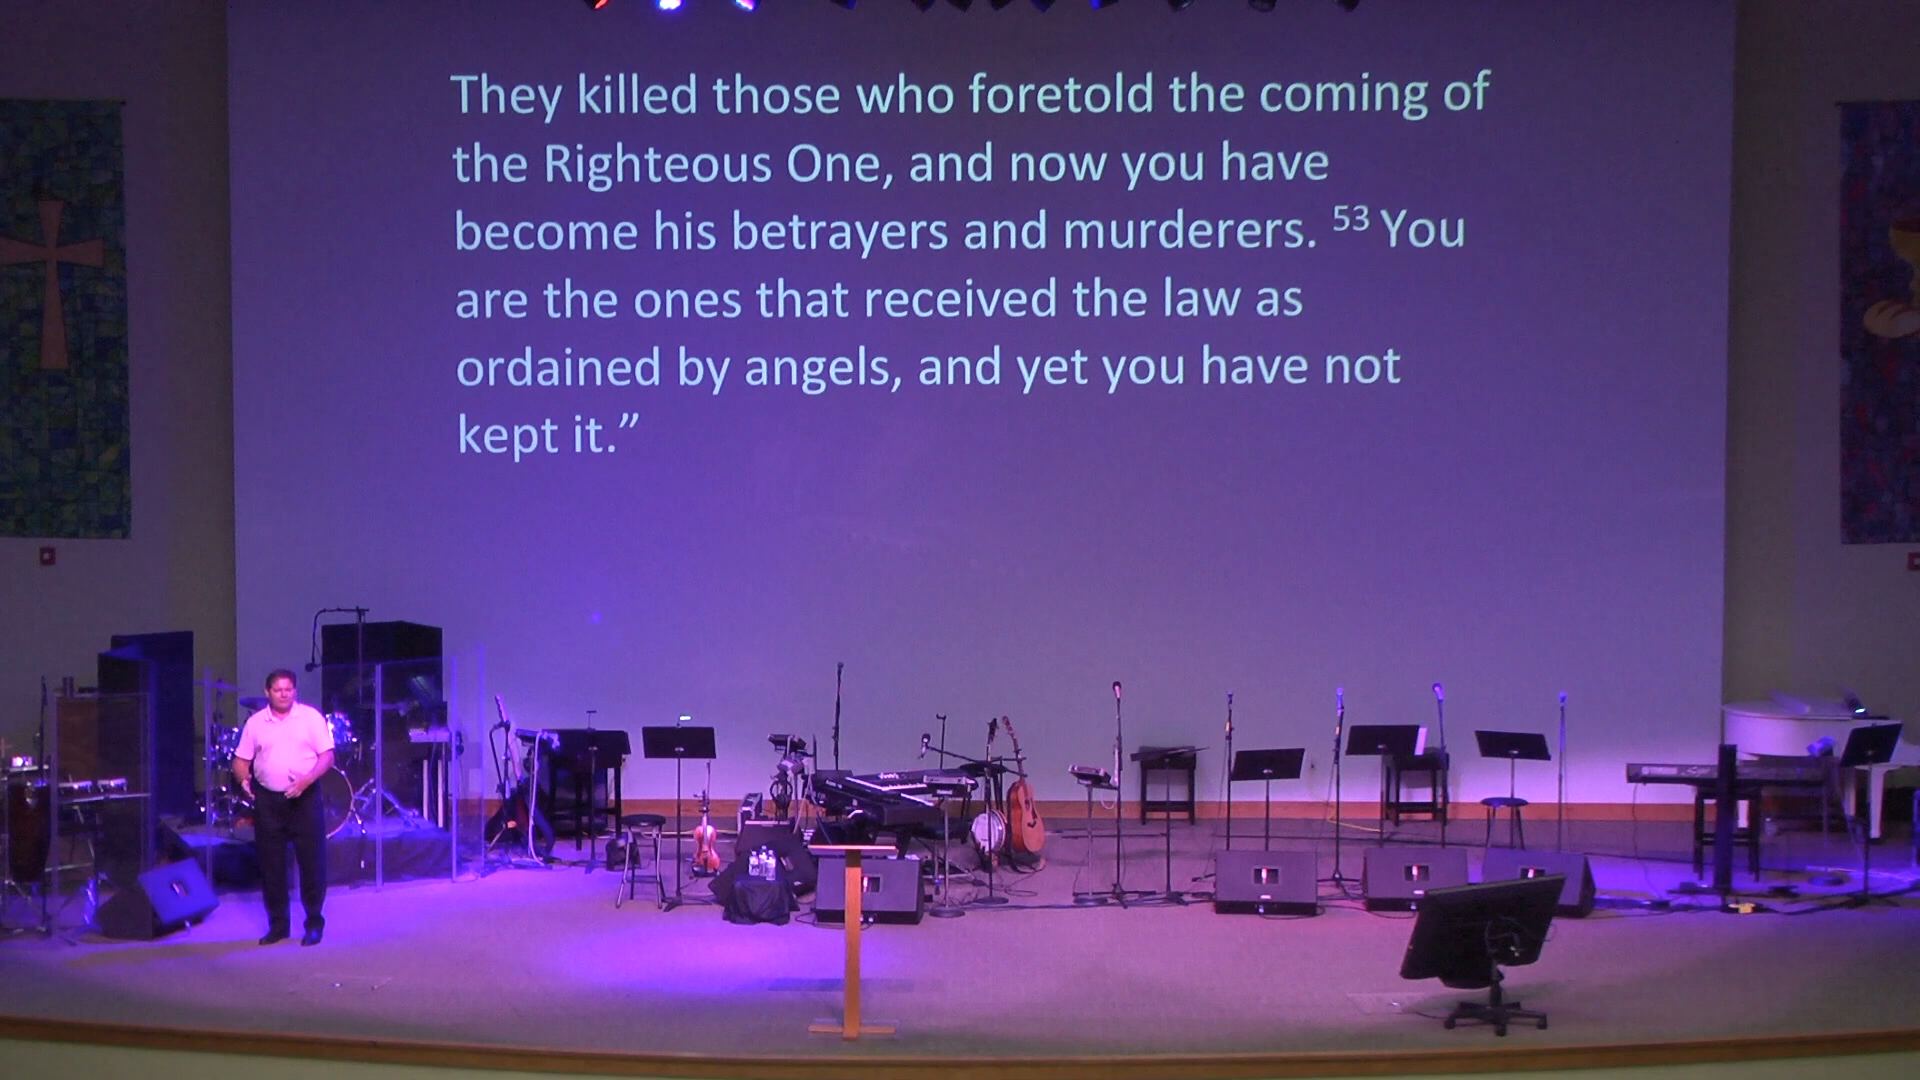 They killed those who foretold the coming of
the Righteous One, and now you have
become his betrayers and murderers. 53 You
are the ones that received the law as
ordained by angels, and yet you have not
kept it.”